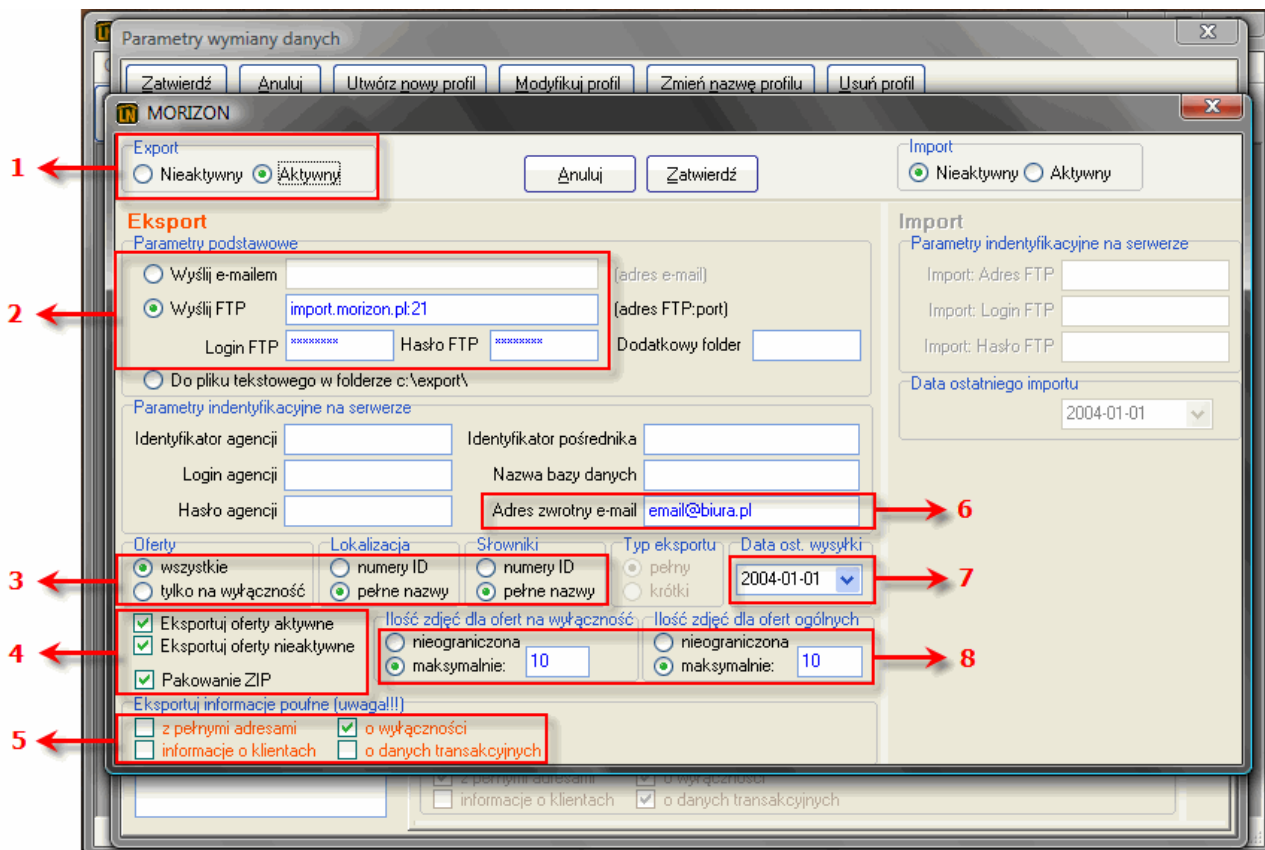 Parametry wymiany danych
Zatwierdź Anuluj Utwórz nowy profil Modyfikuj profil Zmień nazwę profilu Usuń profil
MORIZON
1 Export Import
Nieaktywny Aktywny Anuluj Zatwierdź Nieaktywny Aktywny
Eksport Import
Parametry podstawowe Parametry indentyfikacyjne na serwerze
Wyślij e-mailem (adres e-mail) Import: Adres FTP
2 Wyślij FTP import.morizon.pl:21 (adres FTP:port) Import: Login FTP
Login FTP ******** Hasło FTP ******** Dodatkowy folder Import: Hasło FTP
Do pliku tekstowego w folderze c:\export\ Data ostatniego importu
Parametry indentyfikacyjne na serwerze 2004-01-01
Identyfikator agencji Identyfikator pośrednika
Login agencji Nazwa bazy danych
Hasło agencji Adres zwrotny e-mail email@biura.pl 6
Oferty Lokalizacja Słowniki Typ eksportu Data ost. wysyłki
3 wszystkie numery ID numery ID pełny 2004-01-01 7
tylko na wyłączność pełne nazwy pełne nazwy krótki
Eksportuj oferty aktywne Ilość zdjęć dla ofert na wyłączność Ilość zdjęć dla ofert ogólnych
4 Eksportuj oferty nieaktywne nieograniczona nieograniczona 8
Pakowanie ZIP maksymalnie: 10 maksymalnie: 10
Eksportuj informacje poufne (uwaga!!!)
5 z pełnymi adresami o wyłączności
informacje o klientach o danych transakcyjnych
z pełnymi adresami o wyłączności
informacje o klientach o danych transakcyjnych